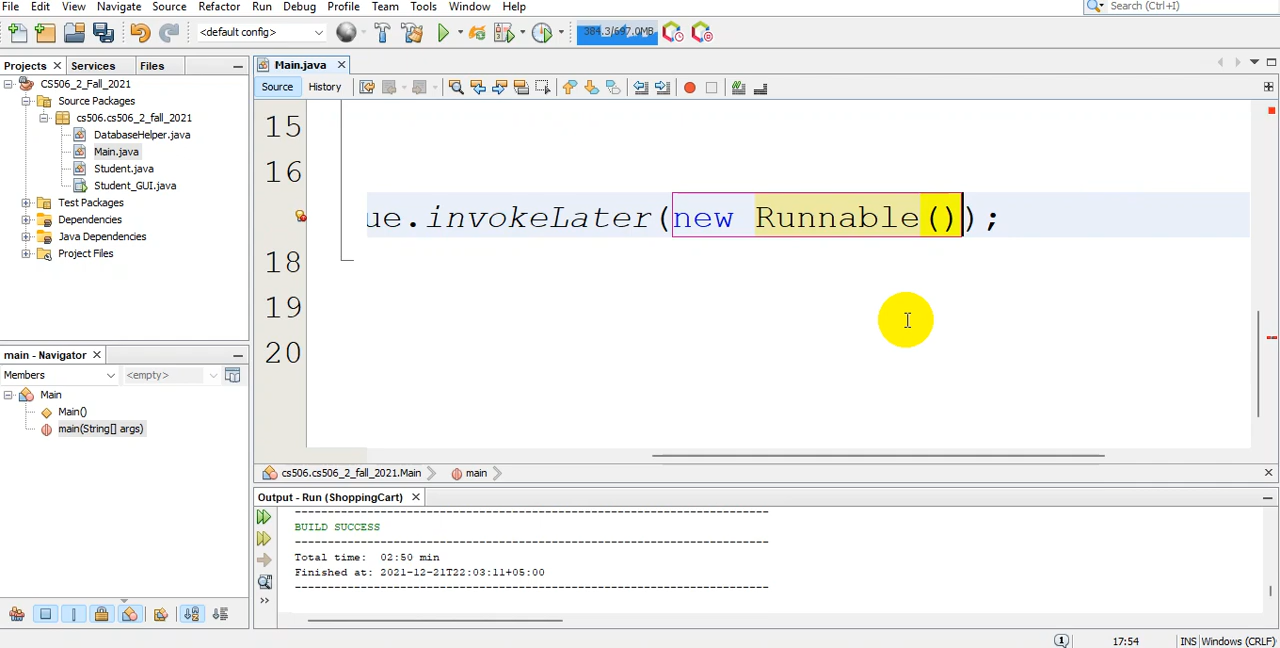 File Edit View Navigate Source Refactor Run Debug Profile Team Tools Window Help
Search (Ctrl+I)
<default config>
384.3/697.0MB
Projects Services Files
Main.java
CS506_2_Fall_2021
Source Packages
cs506.cs506_2_fall_2021
DatabaseHelper.java
Main.java
Student.java
Student_GUI.java
Test Packages
Dependencies
Java Dependencies
Project Files
Source History
15
16
ue.invokeLater(new Runnable());
18
19
20
main - Navigator
Members <empty>
Main
Main()
main(String[] args)
cs506.cs506_2_fall_2021.Main main
Output - Run (ShoppingCart)
------------------------------------------------------------------------
BUILD SUCCESS
------------------------------------------------------------------------
Total time: 02:50 min
Finished at: 2021-12-21T22:03:11+05:00
------------------------------------------------------------------------
17:54 INS Windows (CRLF)